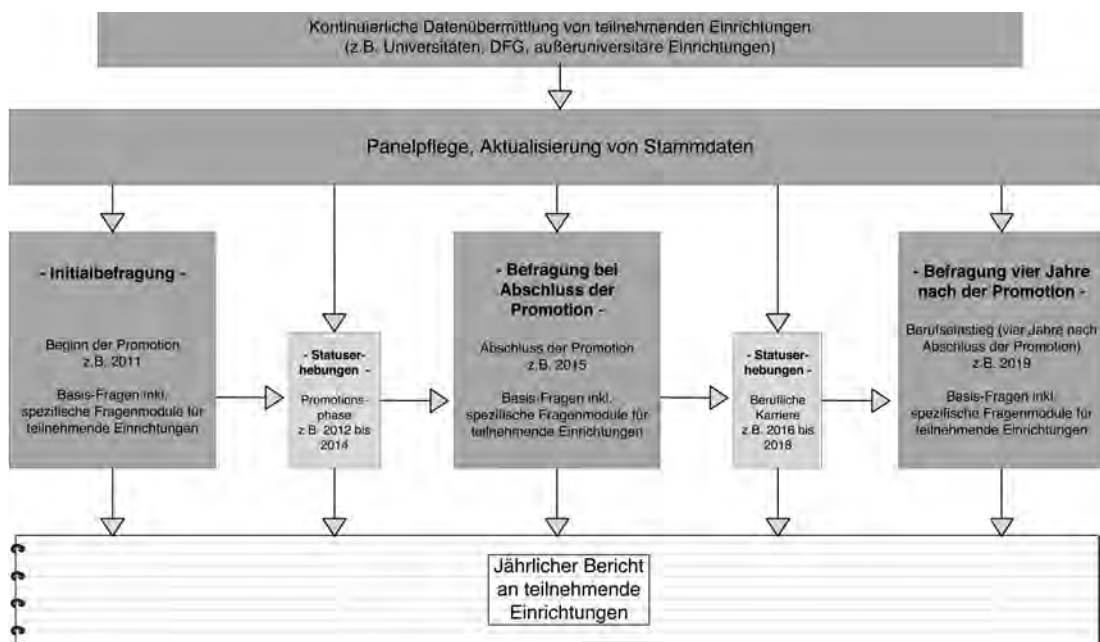 Kontinuierliche Datenübermittlung von teilnehmenden Einrichtungen
(z.B. Universitäten, DFG, außeruniversitäre Einrichtungen)
Panelpflege, Aktualisierung von Stammdaten
- Initialbefragung -
Beginn der Promotion
z.B. 2011
Basis-Fragen inkl.
spezifische Fragenmodule für
teilnehmende Einrichtungen
- Statuser-
hebungen -
Promotions-
phase
z.B. 2012 bis
2014
- Befragung bei
Abschluss der
Promotion -
Abschluss der Promotion
z.B. 2015
Basis-Fragen inkl.
spezifische Fragenmodule für
teilnehmende Einrichtungen
- Statuser-
hebungen -
Berufliche
Karriere
z.B. 2016 bis
2018
- Befragung vier Jahre
nach der Promotion -
Berufseinstieg (vier Jahre nach
Abschluss der Promotion)
z.B. 2019
Basis-Fragen inkl.
spezifische Fragenmodule für
teilnehmende Einrichtungen
Jährlicher Bericht
an teilnehmende
Einrichtungen